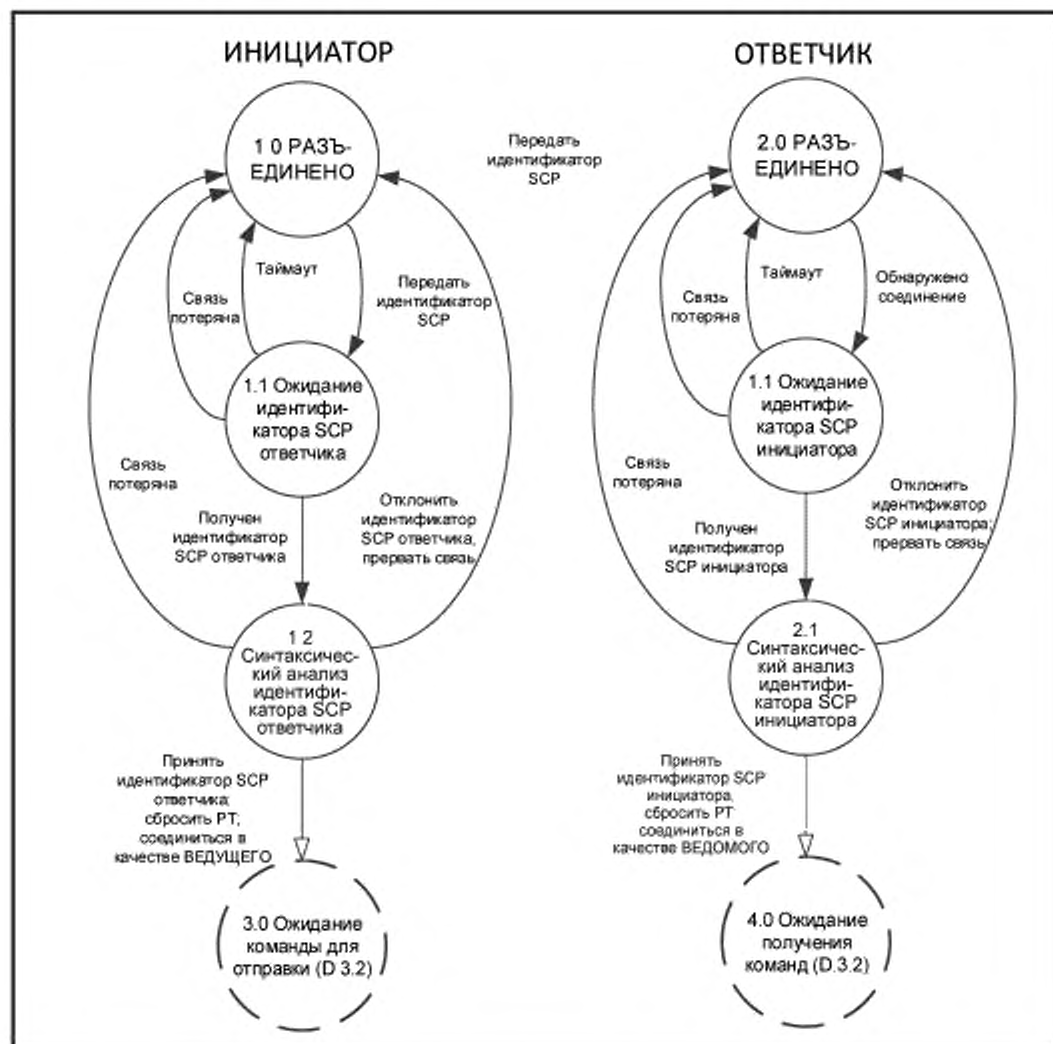 ИНИЦИАТОР
1 0 РАЗЪ-
ЕДИНЕНО
Таймаут
Связь
потеряна
Передать
идентификатор
SCP
1.1 Ожидание
идентифи-
катора SCP
ответчика
Связь
потеряна
Получен
идентификатор
SCP ответчика
Отклонить
идентификатор
SCP ответчика,
прервать связь
1 2
Синтаксичес-
кий анализ
идентифи-
катора SCP
ответчика
Принять
идентификатор SCP
ответчика;
сбросить РТ;
соединиться в
качестве ВЕДУЩЕГО
3.0 Ожидание
команды для
отправки (D 3.2)
Передать
идентификатор
SCP
ОТВЕТЧИК
2.0 РАЗЪ-
ЕДИНЕНО
Таймаут
Связь
потеряна
Обнаружено
соединение
1.1 Ожидание
идентифи-
катора SCP
инициатора
Связь
потеряна
Получен
идентификатор
SCP инициатора
Отклонить
идентификатор
SCP инициатора;
прервать связь
2.1
Синтаксичес-
кий анализ
идентифи-
катора SCP
инициатора
Принять
идентификатор SCP
инициатора,
сбросить РТ
соединиться в
качестве ВЕДОМОГО
4.0 Ожидание
получения
команд (D.3.2)